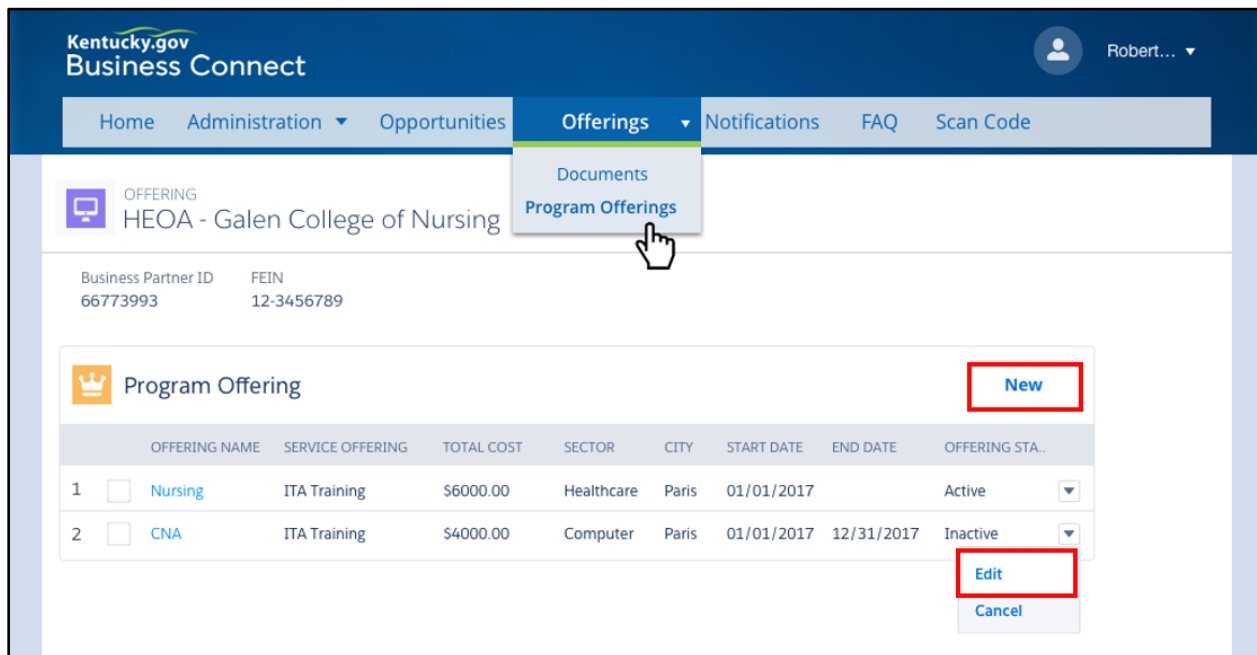 Kentucky.gov
Business Connect
Robert...
Home Administration Opportunities Offerings Notifications FAQ Scan Code
Documents
Program Offerings
OFFERING
HEOA - Galen College of Nursing
Business Partner ID FEIN
66773993 12-3456789
Program Offering New
OFFERING NAME SERVICE OFFERING TOTAL COST SECTOR CITY START DATE END DATE OFFERING STA..
1 Nursing ITA Training $6000.00 Healthcare Paris 01/01/2017 Active
2 CNA ITA Training $4000.00 Computer Paris 01/01/2017 12/31/2017 Inactive
Edit
Cancel